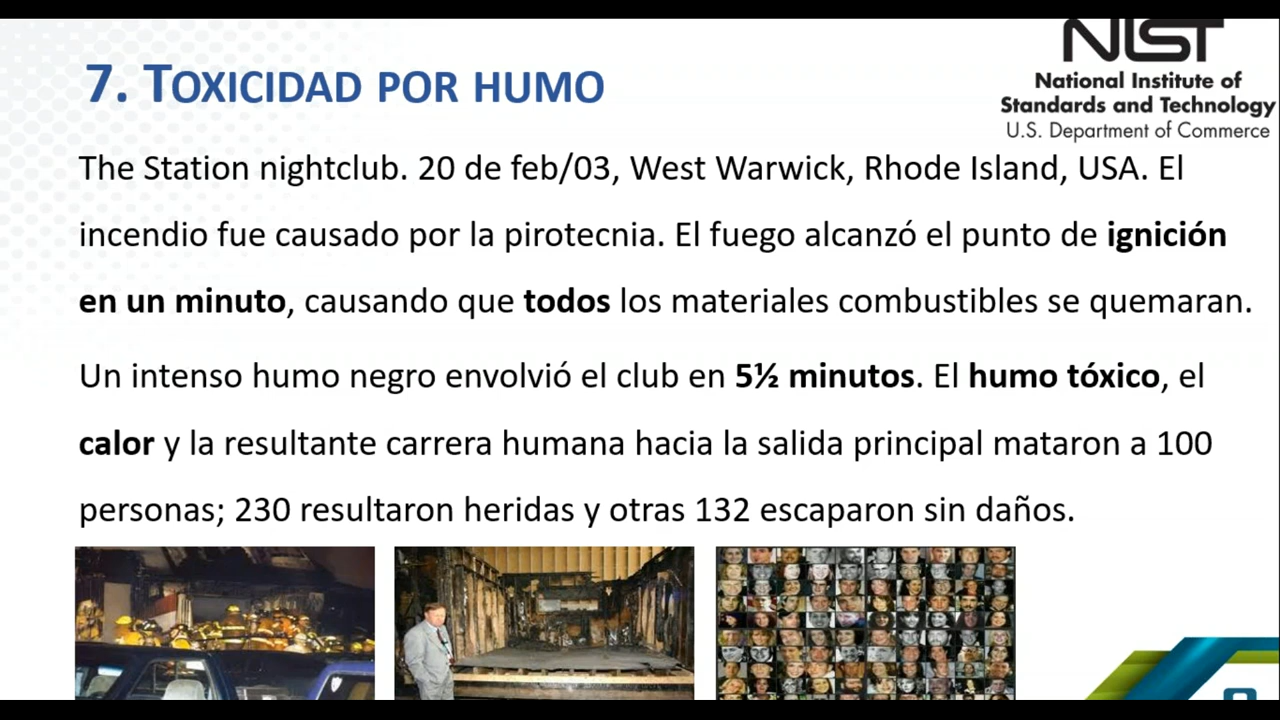 NIST
National Institute of
Standards and Technology
U.S. Department of Commerce
7. TOXICIDAD POR HUMO
The Station nightclub. 20 de feb/03, West Warwick, Rhode Island, USA. El
incendio fue causado por la pirotecnia. El fuego alcanzó el punto de ignición
en un minuto, causando que todos los materiales combustibles se quemaran.
Un intenso humo negro envolvió el club en 5½ minutos. El humo tóxico, el
calor y la resultante carrera humana hacia la salida principal mataron a 100
personas; 230 resultaron heridas y otras 132 escaparon sin daños.